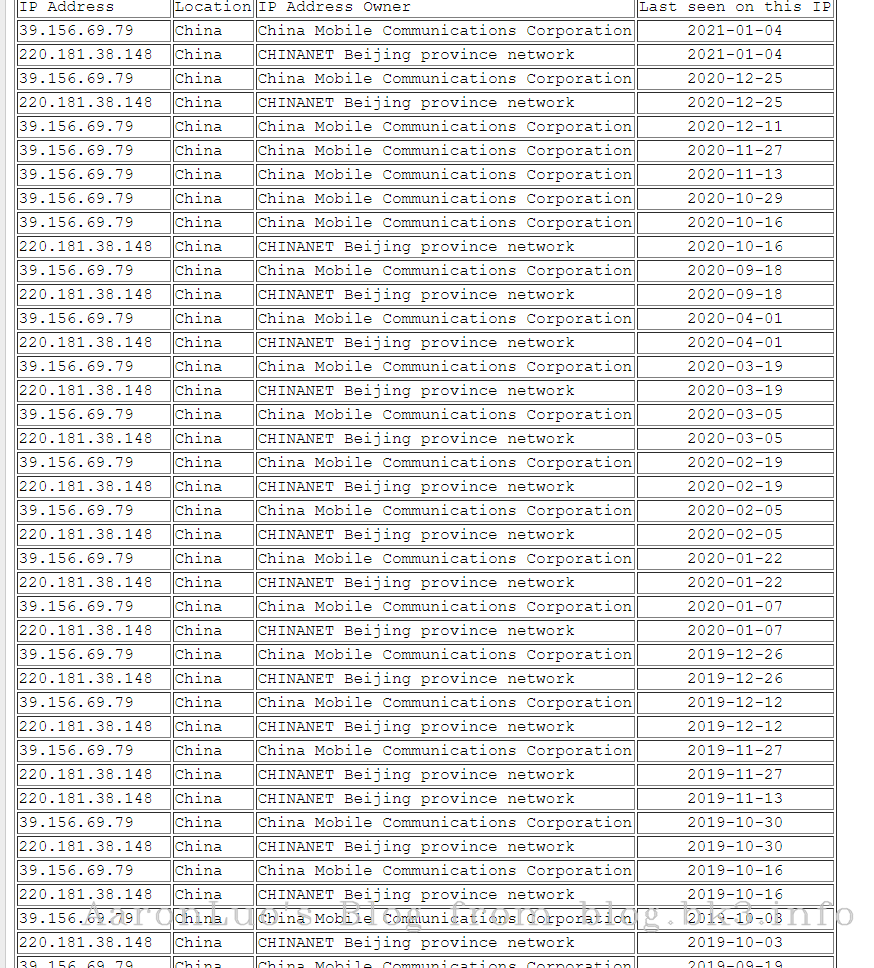 IP Address Location IP Address Owner Last seen on this IP
39.156.69.79 China China Mobile Communications Corporation 2021-01-04
220.181.38.148 China CHINANET Beijing province network 2021-01-04
39.156.69.79 China China Mobile Communications Corporation 2020-12-25
220.181.38.148 China CHINANET Beijing province network 2020-12-25
39.156.69.79 China China Mobile Communications Corporation 2020-12-11
39.156.69.79 China China Mobile Communications Corporation 2020-11-27
39.156.69.79 China China Mobile Communications Corporation 2020-11-13
39.156.69.79 China China Mobile Communications Corporation 2020-10-29
39.156.69.79 China China Mobile Communications Corporation 2020-10-16
220.181.38.148 China CHINANET Beijing province network 2020-10-16
39.156.69.79 China China Mobile Communications Corporation 2020-09-18
220.181.38.148 China CHINANET Beijing province network 2020-09-18
39.156.69.79 China China Mobile Communications Corporation 2020-04-01
220.181.38.148 China CHINANET Beijing province network 2020-04-01
39.156.69.79 China China Mobile Communications Corporation 2020-03-19
220.181.38.148 China CHINANET Beijing province network 2020-03-19
39.156.69.79 China China Mobile Communications Corporation 2020-03-05
220.181.38.148 China CHINANET Beijing province network 2020-03-05
39.156.69.79 China China Mobile Communications Corporation 2020-02-19
220.181.38.148 China CHINANET Beijing province network 2020-02-19
39.156.69.79 China China Mobile Communications Corporation 2020-02-05
220.181.38.148 China CHINANET Beijing province network 2020-02-05
39.156.69.79 China China Mobile Communications Corporation 2020-01-22
220.181.38.148 China CHINANET Beijing province network 2020-01-22
39.156.69.79 China China Mobile Communications Corporation 2020-01-07
220.181.38.148 China CHINANET Beijing province network 2020-01-07
39.156.69.79 China China Mobile Communications Corporation 2019-12-26
220.181.38.148 China CHINANET Beijing province network 2019-12-26
39.156.69.79 China China Mobile Communications Corporation 2019-12-12
220.181.38.148 China CHINANET Beijing province network 2019-12-12
39.156.69.79 China China Mobile Communications Corporation 2019-11-27
220.181.38.148 China CHINANET Beijing province network 2019-11-27
220.181.38.148 China CHINANET Beijing province network 2019-11-13
39.156.69.79 China China Mobile Communications Corporation 2019-10-30
220.181.38.148 China CHINANET Beijing province network 2019-10-30
39.156.69.79 China China Mobile Communications Corporation 2019-10-16
220.181.38.148 China CHINANET Beijing province network 2019-10-16
39.156.69.79 China China Mobile Communications Corporation 2019-10-03
AaronLuo's Blog from blog.bk3.info
220.181.38.148 China CHINANET Beijing province network 2019-10-03
39.156.69.79 China China Mobile Communications Corporation 2019-09-19